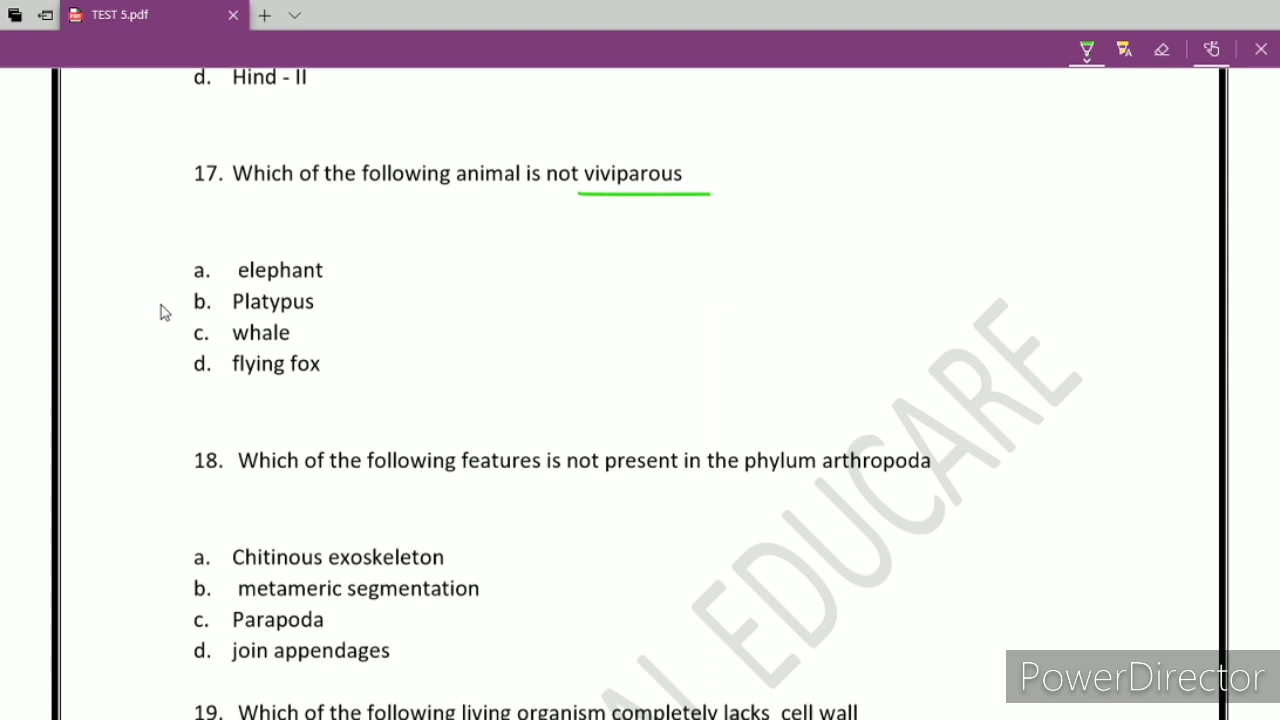 TEST 5.pdf
d. Hind - II
17. Which of the following animal is not viviparous
a. elephant
b. Platypus
c. whale
d. flying fox
18. Which of the following features is not present in the phylum arthropoda
a. Chitinous exoskeleton
b. metameric segmentation
c. Parapoda
d. join appendages
19. Which of the following living organism completely lacks cell wall
EDUCARE
PowerDirector